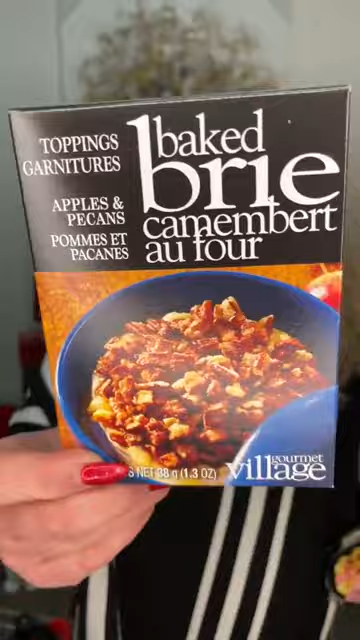 TOPPINGS
GARNITURES
APPLES &
PECANS
POMMES ET
PACANES
baked
brie
camembert
au four
NET 38 g (1.3 OZ)
gourmet
village